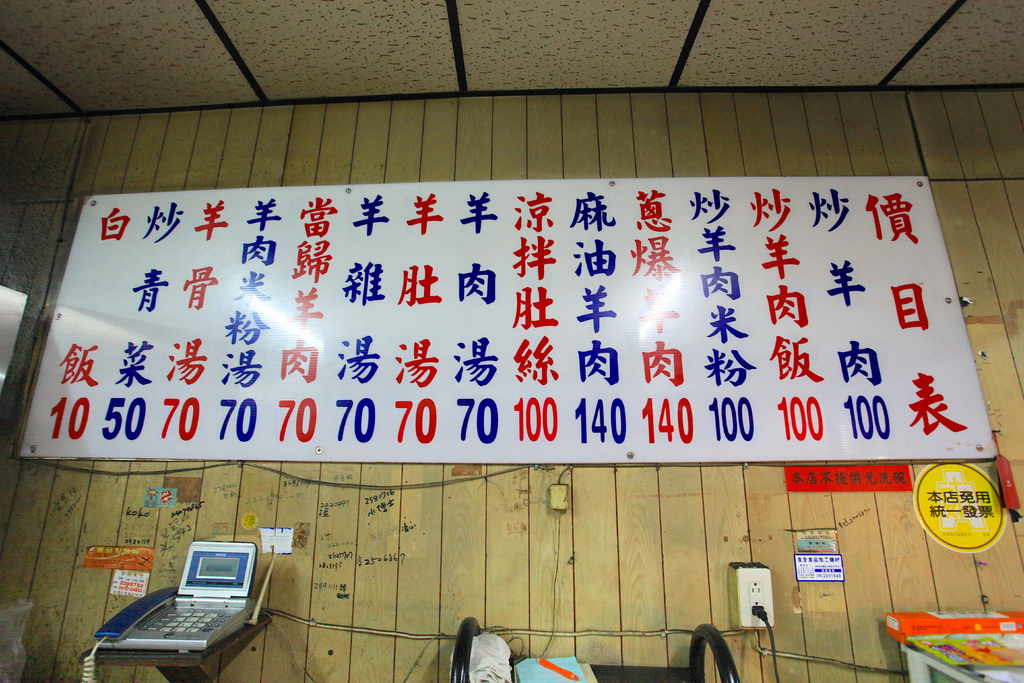 價目表
炒羊肉 100
炒羊肉飯 100
炒羊肉米粉 100
蔥爆羊肉 140
麻油羊肉 140
涼拌肚絲 100
羊肉湯 70
羊肚湯 70
羊雜湯 70
當歸羊肉 70
羊肉米粉湯 70
羊骨湯 70
炒青菜 50
白飯 10
本店免用
統一發票
koko